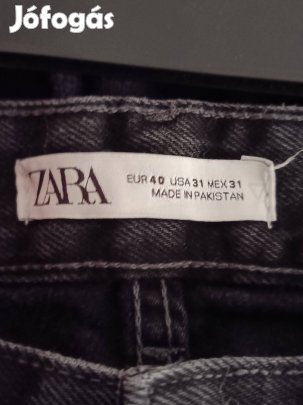 Jófogás
ZARA
EUR 40 USA 31 MEX 31
MADE IN PAKISTAN